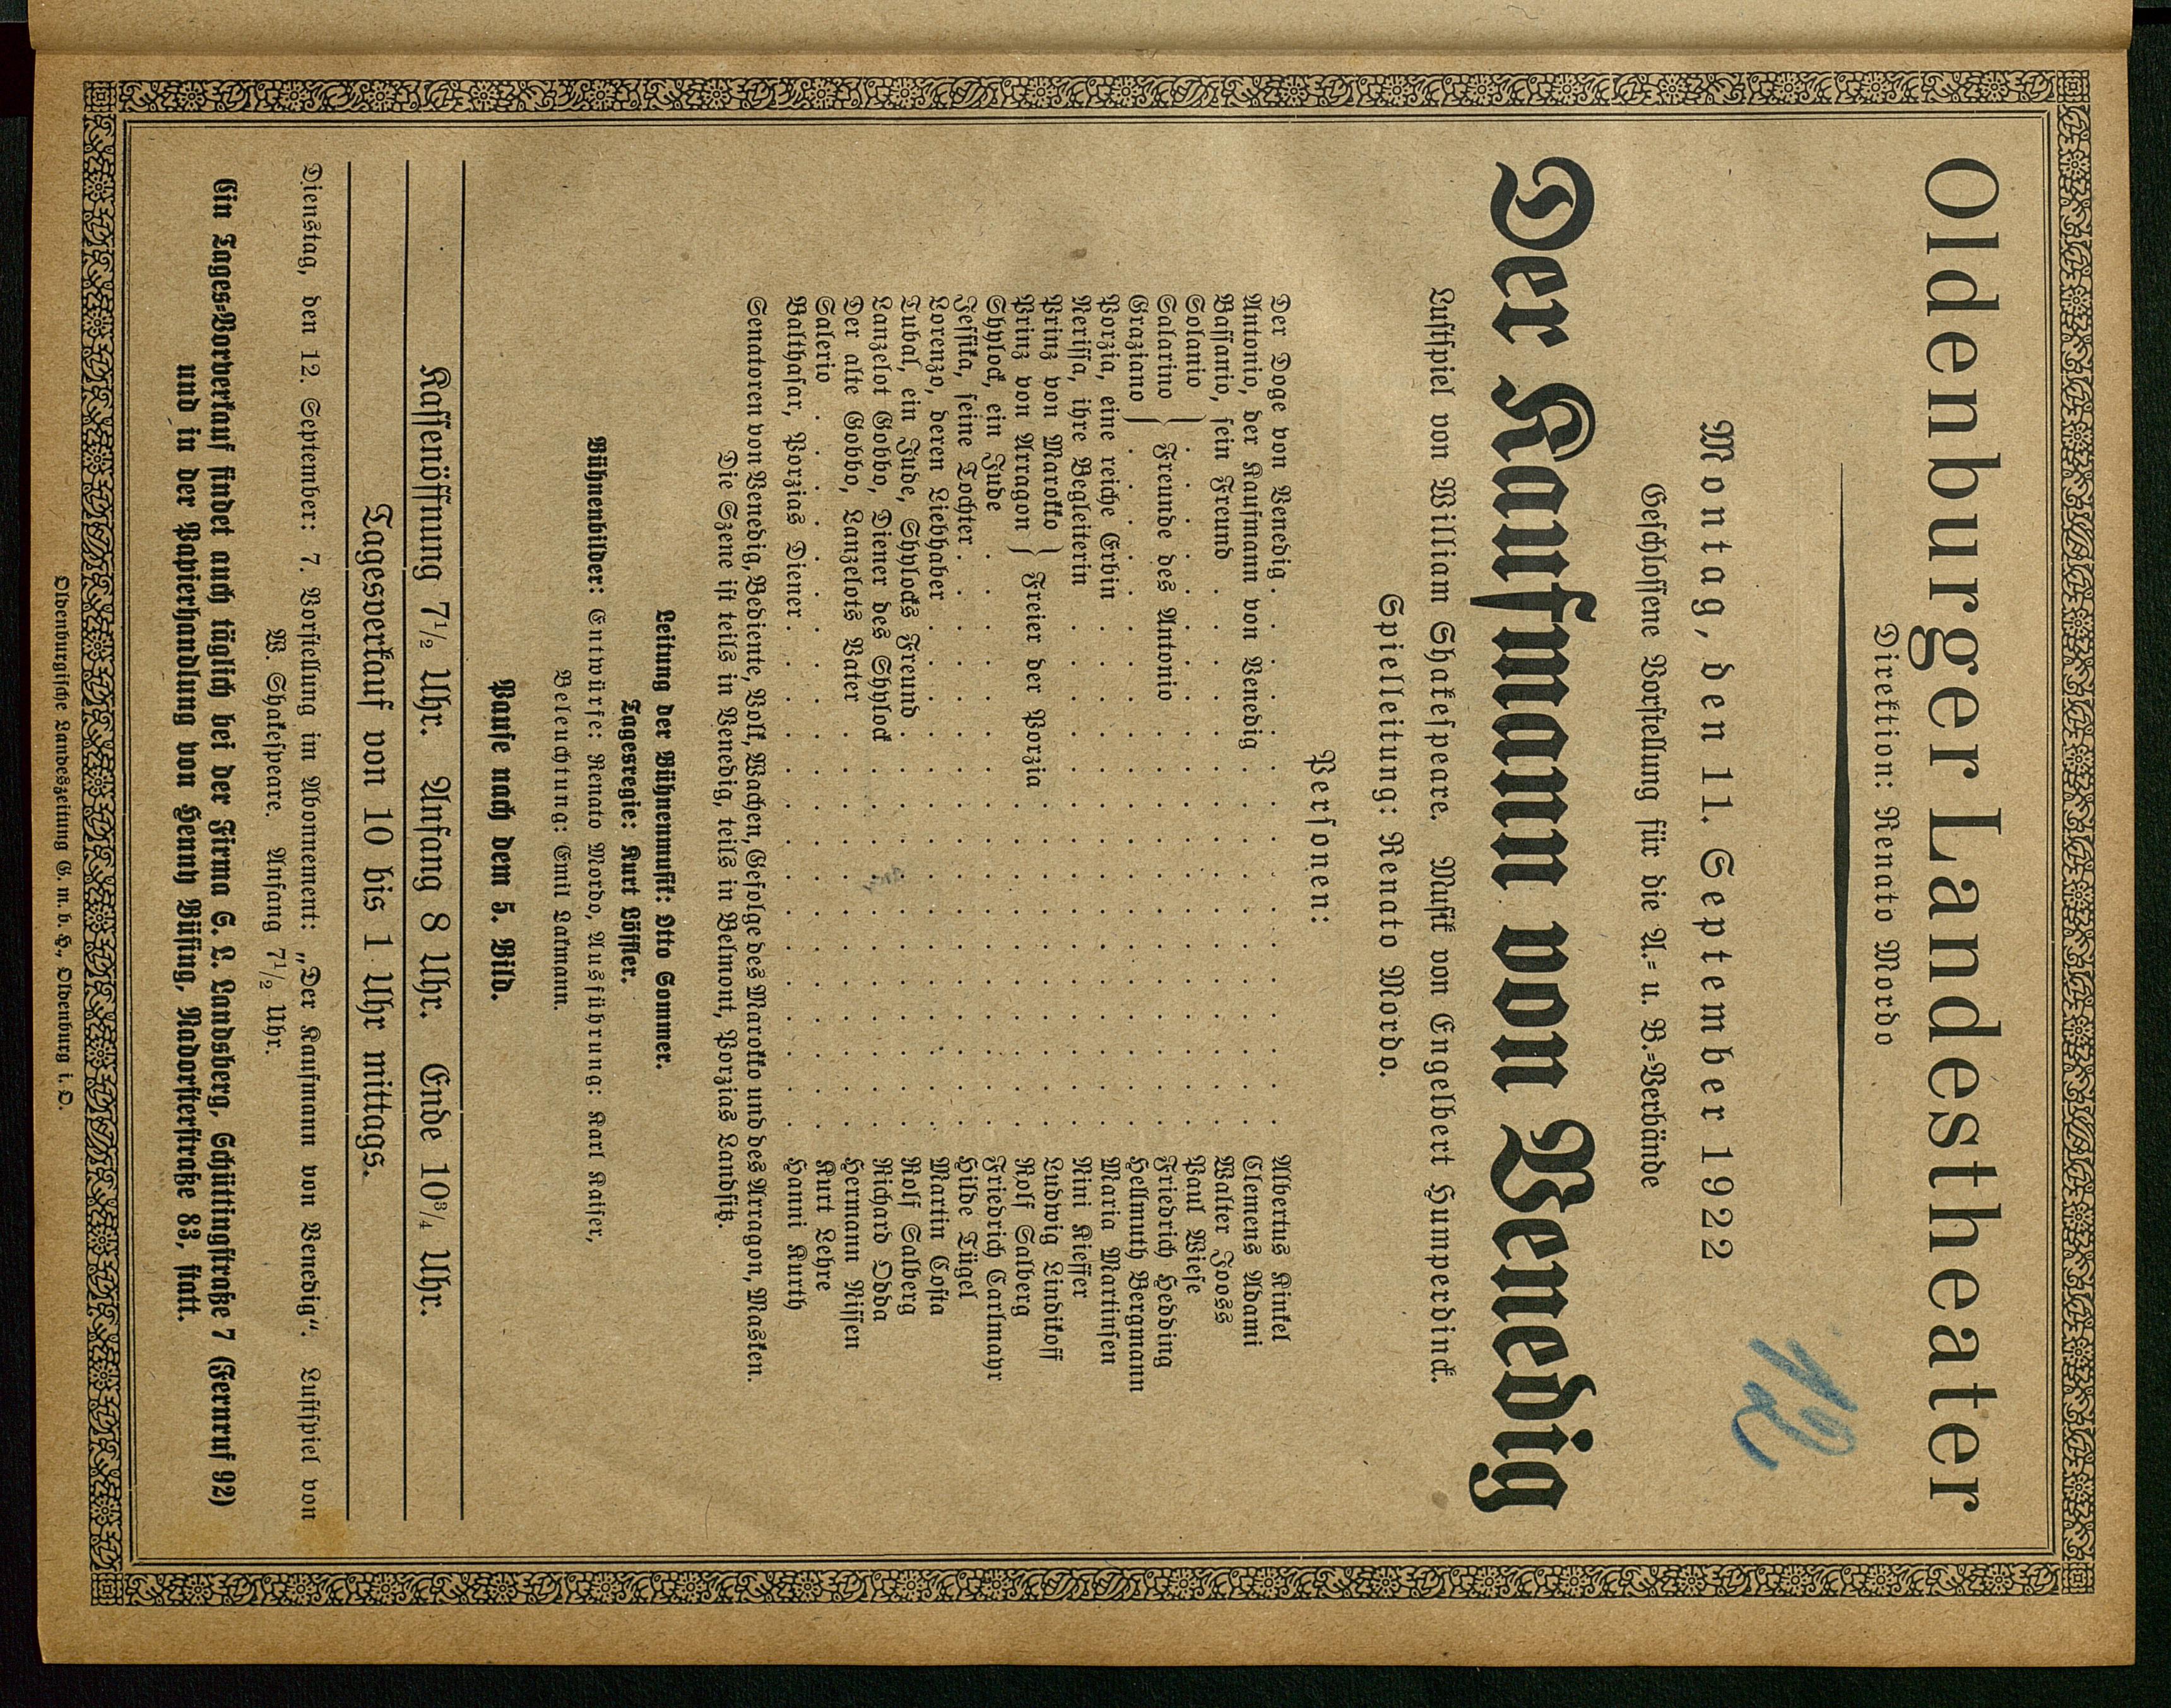 Oldenburger Landestheater
Direktion: Renato Mordo
12
Montag, den 11. September 1922
Geschlossene Vorstellung für die A.= u. B.=Verbände
Der Kaufmann von Venedig
Lustspiel von William Shakespeare. Musik von Engelbert Humperdinck.
Spielleitung: Renato Mordo.
Personen:
Der Doge von Venedig . . . . . . . . . . . . . . Albertus Kinkel
Antonio, der Kaufmann von Venedig . . . . . . . . . . . Clemens Adami
Bassanio, sein Freund . . . . . . . . . . . . . . Walter Jooss
Solanio . . . . . . . . . . . . . . Paul Wiese
Salarino } Freunde des Antonio . . . . . . . . . . . . Friedrich Hedding
Graziano . . . . . . . . . . . . . . Hellmuth Bergmann
Porzia, eine reiche Erbin . . . . . . . . . . . . . . Maria Martinsen
Nerissa, ihre Begleiterin . . . . . . . . . . . . . . Nini Kieffer
Prinz von Marokko } Freier der Porzia . . . . . . . . . . Ludwig Lindikoff
Prinz von Arragon . . . . . . . . . . Rolf Salberg
Shylock, ein Jude . . . . . . . . . . . . . . Friedrich Carlmayr
Jessika, seine Tochter . . . . . . . . . . . . . . Hilde Tügel
Lorenzo, deren Liebhaber . . . . . . . . . . . . . . Martin Costa
Tubal, ein Jude, Shylocks Freund . . . . . . . . . . . . Rolf Salberg
Lanzelot Gobbo, Diener des Shylock . . . . . . . . . . . Richard Odda
Der alte Gobbo, Lanzelots Vater . . . . . . . . . . . . Hermann Nissen
Salerio . . . . . . . . . . . . . . Kurt Lehre
Balthasar, Porzias Diener . . . . . . . . . . . . . . Hanni Kurth
Senatoren von Venedig, Bediente, Volk, Wachen, Gefolge des Marokko und des Arragon, Masken.
Die Szene ist teils in Venedig, teils in Belmont, Porzias Landsitz.
Leitung der Bühnenmusik: Otto Sommer.
Tagesregie: Kurt Löffler.
Bühnenbilder: Entwürfe: Renato Mordo, Ausführung: Karl Kaiser,
Beleuchtung: Emil Lakmann.
Pause nach dem 5. Bild.
Kassenöffnung 7½ Uhr. Anfang 8 Uhr. Ende 10¾ Uhr.
Tagesverkauf von 10 bis 1 Uhr mittags.
Dienstag, den 12. September: 7. Vorstellung im Abonnement: „Der Kaufmann von Venedig“. Lustspiel von
W. Shakespeare. Anfang 7½ Uhr.
Ein Tages=Vorverkauf findet auch täglich bei der Firma S. L. Landsberg, Schüttingstraße 7 (Fernruf 92)
und in der Papierhandlung von Henny Büsing, Nadorsterstraße 83, statt.
Oldenburgische Landeszeitung G. m. b. H., Oldenburg i. O.